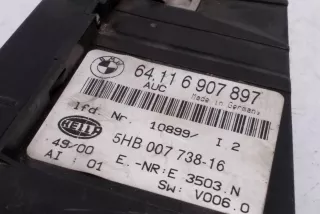 64.11 6 907 897
AUC
Made in Germany
lfd. Nr. 10899/ I.2
HELLA
5HB 007 738-16
49/00
E.-NR:E 3503.N
AI : 01
SW: V006.0